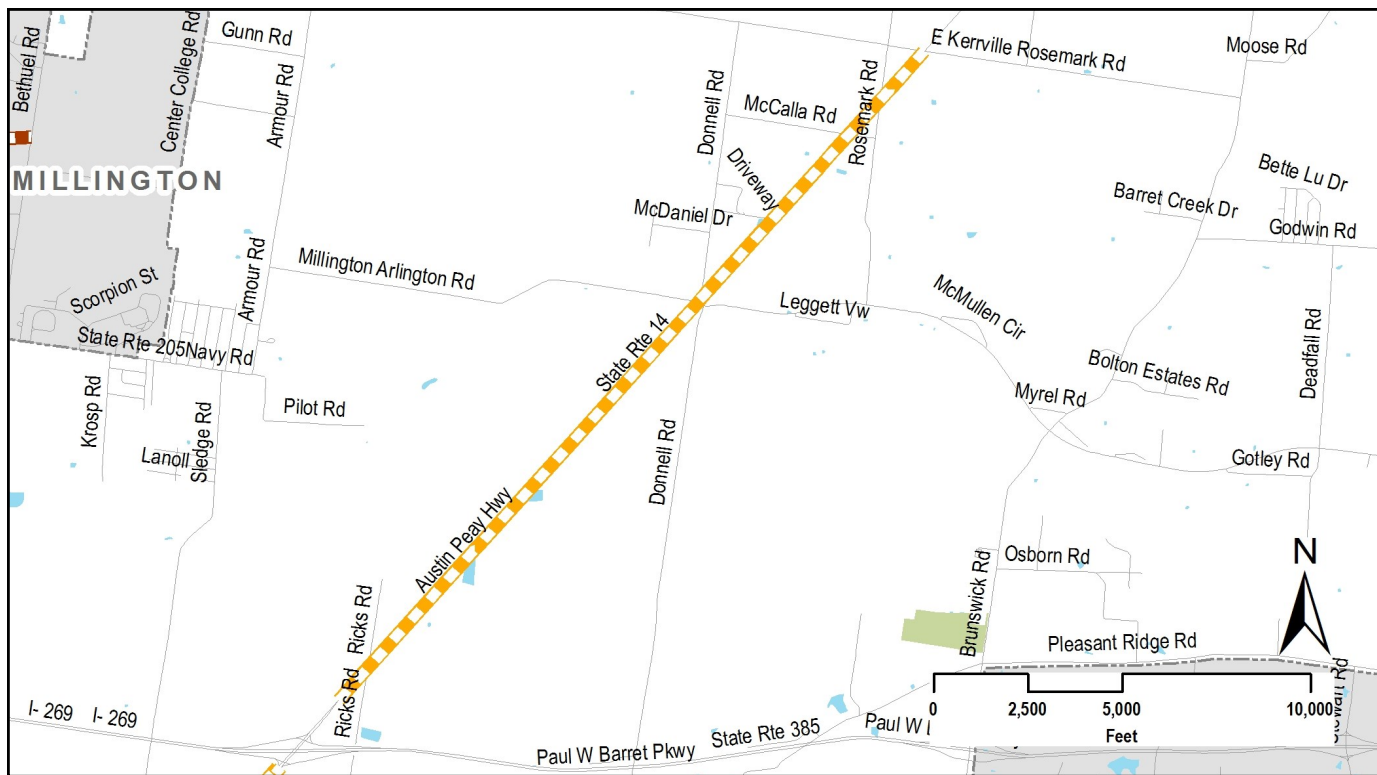 Gunn Rd
E Kerrville Rosemark Rd
Moose Rd
Bethuel Rd
Center College Rd
Armour Rd
Donnell Rd
McCalla Rd
Rosemark Rd
MILLINGTON
Driveway
Bette Lu Dr
Barret Creek Dr
McDaniel Dr
Godwin Rd
Millington Arlington Rd
Armour Rd
Scorpion St
Leggett Vw
McMullen Cir
State Rte 205
Navy Rd
State Rte 14
Deadfall Rd
Bolton Estates Rd
Krosp Rd
Pilot Rd
Myrel Rd
Sledge Rd
Lanoll
Donnell Rd
Gotley Rd
Austin Peay Hwy
N
Osborn Rd
Ricks Rd
Brunswick Rd
Pleasant Ridge Rd
Ricks Rd
0 2,500 5,000 10,000
Feet
I- 269
I- 269
Paul W Barret Pkwy
State Rte 385
Paul W